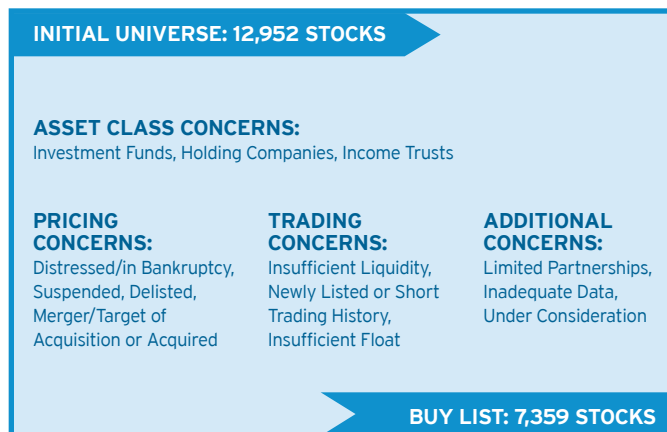 INITIAL UNIVERSE: 12,952 STOCKS
ASSET CLASS CONCERNS:
Investment Funds, Holding Companies, Income Trusts
PRICING
CONCERNS:
Distressed/in Bankruptcy,
Suspended, Delisted,
Merger/Target of
Acquisition or Acquired
TRADING
CONCERNS:
Insufficient Liquidity,
Newly Listed or Short
Trading History,
Insufficient Float
ADDITIONAL
CONCERNS:
Limited Partnerships,
Inadequate Data,
Under Consideration
BUY LIST: 7,359 STOCKS